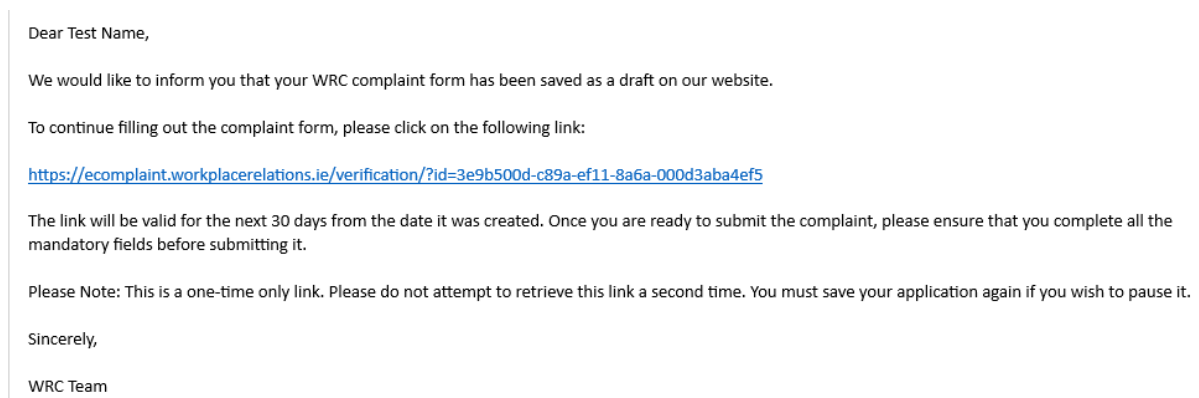 Dear Test Name,
We would like to inform you that your WRC complaint form has been saved as a draft on our website.
To continue filling out the complaint form, please click on the following link:
https://ecomplaint.workplacerelations.ie/verification/?id=3e9b500d-c89a-ef11-8a6a-000d3aba4ef5
The link will be valid for the next 30 days from the date it was created. Once you are ready to submit the complaint, please ensure that you complete all the
mandatory fields before submitting it.
Please Note: This is a one-time only link. Please do not attempt to retrieve this link a second time. You must save your application again if you wish to pause it.
Sincerely,
WRC Team